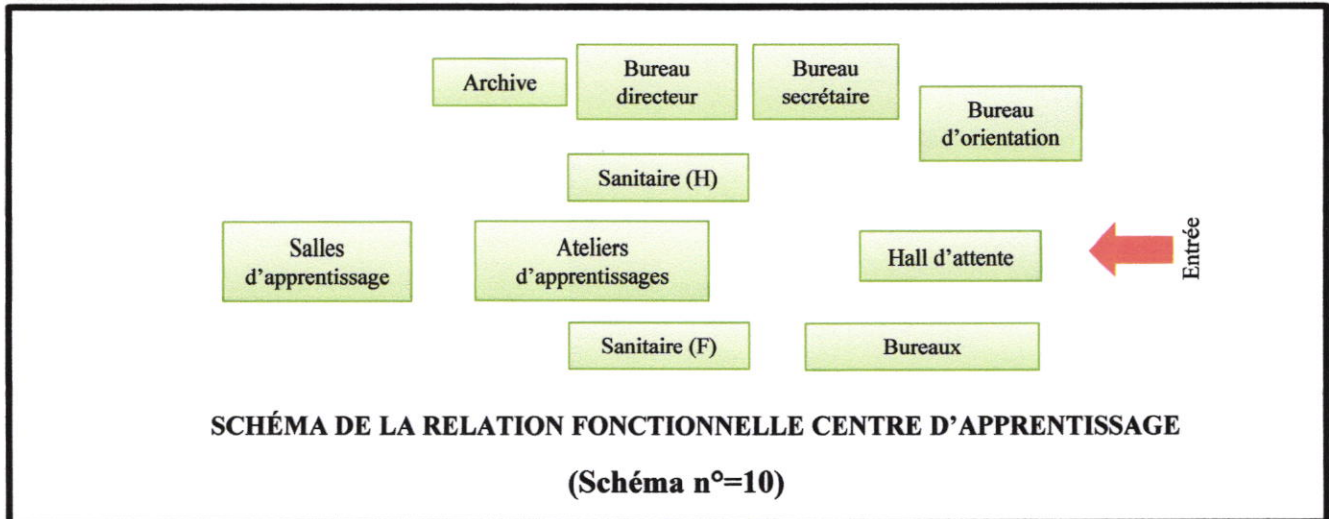 Archive
Bureau
directeur
Bureau
secrétaire
Bureau
d'orientation
Sanitaire (H)
Salles
d'apprentissage
Ateliers
d'apprentissages
Hall d'attente
Entrée
Sanitaire (F)
Bureaux
SCHÉMA DE LA RELATION FONCTIONNELLE CENTRE D'APPRENTISSAGE
(Schéma n°=10)